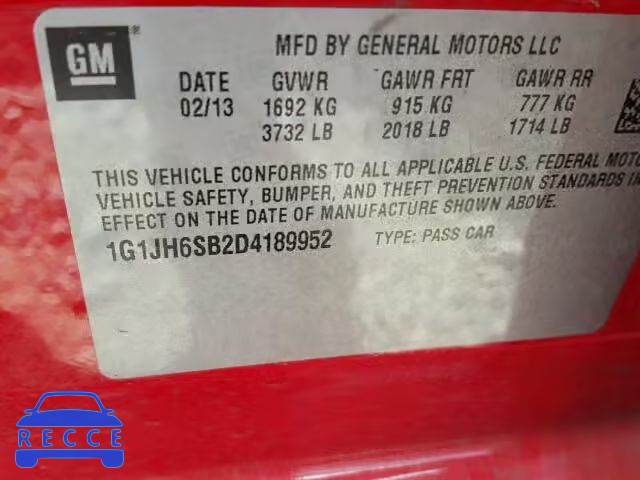 GM
MFD BY GENERAL MOTORS LLC
DATE GVWR GAWR FRT GAWR RR
02/13 1692 KG 915 KG 777 KG
3732 LB 2018 LB 1714 LB
THIS VEHICLE CONFORMS TO ALL APPLICABLE U.S. FEDERAL
VEHICLE SAFETY, BUMPER, AND THEFT PREVENTION STANDARDS IN
EFFECT ON THE DATE OF MANUFACTURE SHOWN ABOVE.
1G1JH6SB2D4189952 TYPE: PASS CAR
RECCE